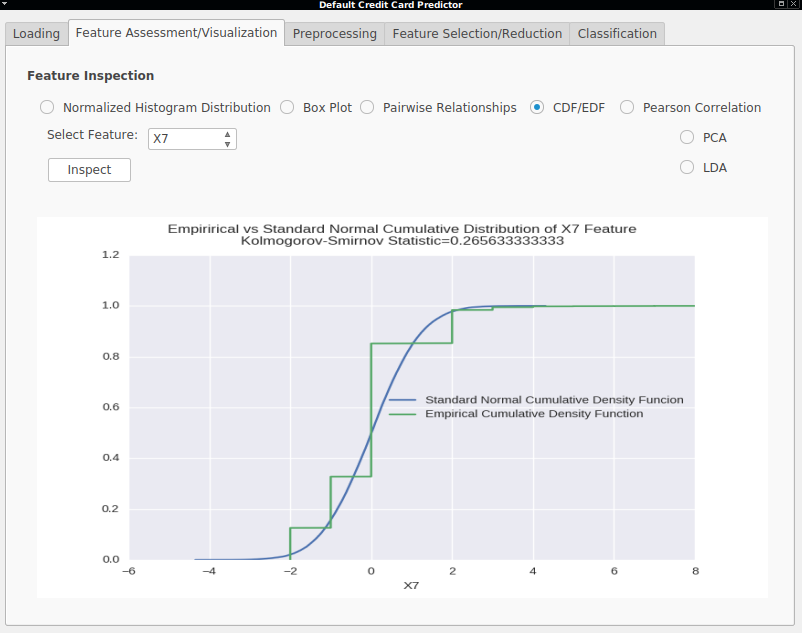 Default Credit Card Predictor
Loading
Feature Assessment/Visualization
Preprocessing
Feature Selection/Reduction
Classification
Feature Inspection
Normalized Histogram Distribution
Box Plot
Pairwise Relationships
CDF/EDF
Pearson Correlation
Select Feature:
X7
PCA
Inspect
LDA
Empririrical vs Standard Normal Cumulative Distribution of X7 Feature
Kolmogorov-Smirnov Statistic=0.265633333333
1.2
1.0
0.8
0.6
0.4
0.2
0.0
Standard Normal Cumulative Density Funcion
Empirical Cumulative Density Function
−6
−4
−2
0
2
4
6
8
X7